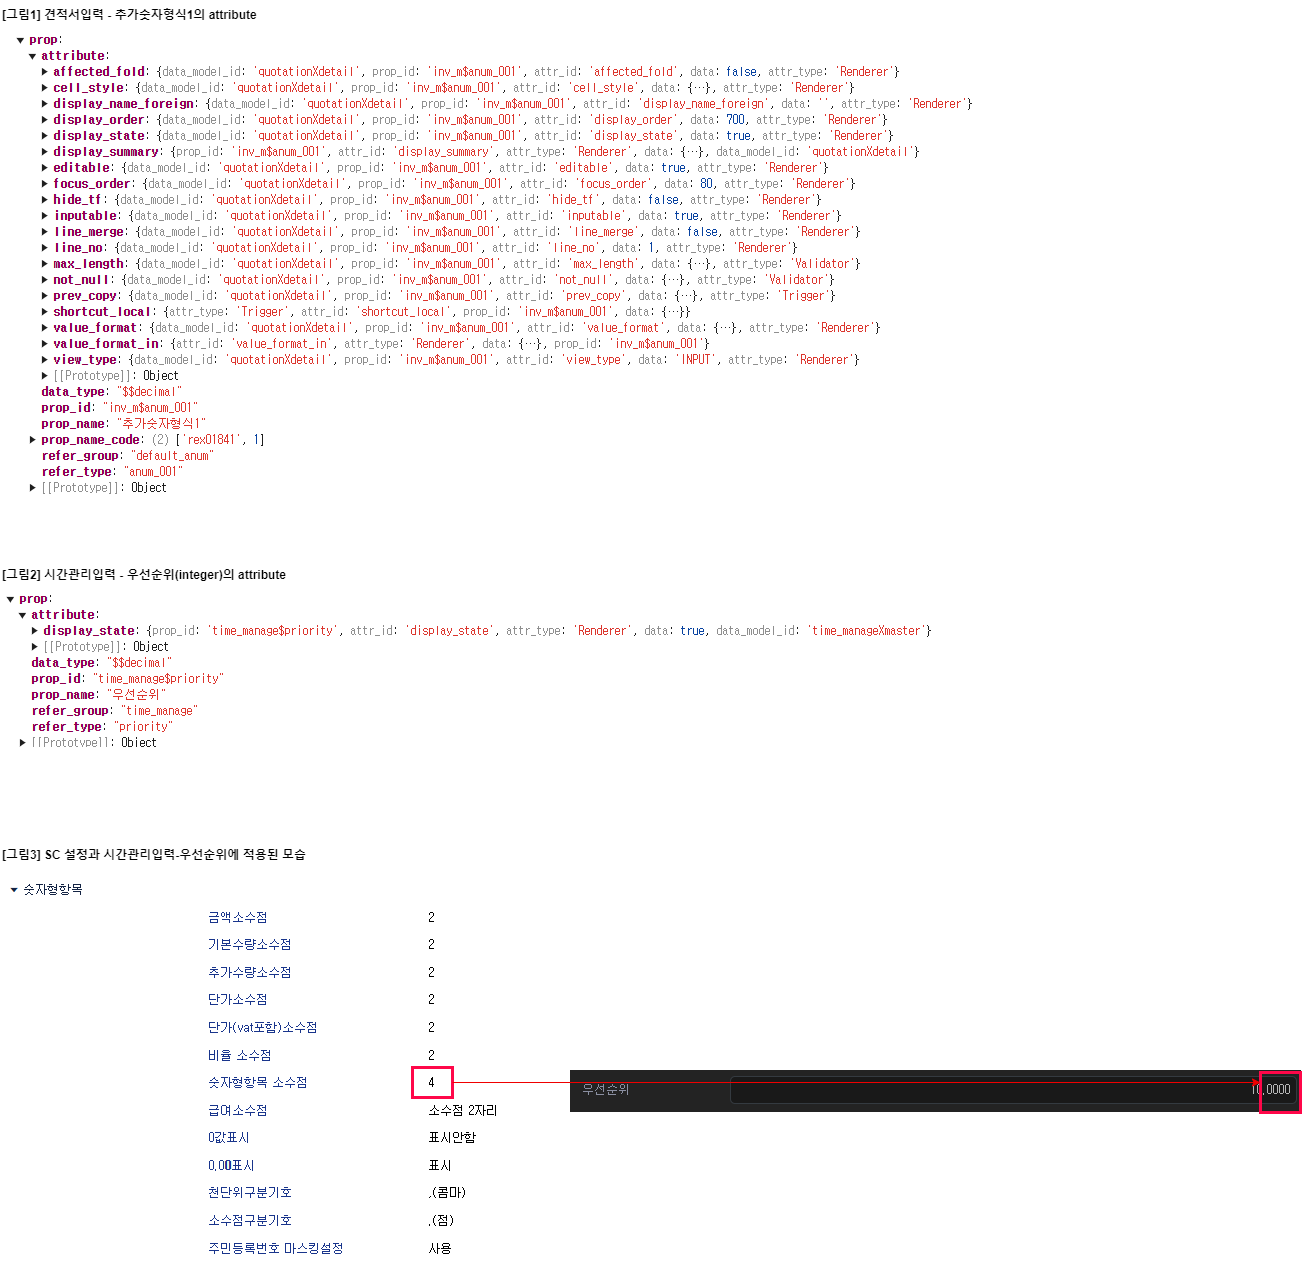 [그림1] 견적서입력 - 추가숫자형식1의 attribute
▼ prop:
▼ attribute:
▶ affected_fold: {data_model_id: 'quotationXdetail', prop_id: 'inv_m$anum_001', attr_id: 'affected_fold', data: false, attr_type: 'Renderer'}
▶ cell_style: {data_model_id: 'quotationXdetail', prop_id: 'inv_m$anum_001', attr_id: 'cell_style', data: {…}, attr_type: 'Renderer'}
▶ display_name_foreign: {data_model_id: 'quotationXdetail', prop_id: 'inv_m$anum_001', attr_id: 'display_name_foreign', data: '', attr_type: 'Renderer'}
▶ display_order: {data_model_id: 'quotationXdetail', prop_id: 'inv_m$anum_001', attr_id: 'display_order', data: 700, attr_type: 'Renderer'}
▶ display_state: {data_model_id: 'quotationXdetail', prop_id: 'inv_m$anum_001', attr_id: 'display_state', data: true, attr_type: 'Renderer'}
▶ display_summary: {prop_id: 'inv_m$anum_001', attr_id: 'display_summary', attr_type: 'Renderer', data: {…}, data_model_id: 'quotationXdetail'}
▶ editable: {data_model_id: 'quotationXdetail', prop_id: 'inv_m$anum_001', attr_id: 'editable', data: true, attr_type: 'Renderer'}
▶ focus_order: {data_model_id: 'quotationXdetail', prop_id: 'inv_m$anum_001', attr_id: 'focus_order', data: 80, attr_type: 'Renderer'}
▶ hide_tf: {data_model_id: 'quotationXdetail', prop_id: 'inv_m$anum_001', attr_id: 'hide_tf', data: false, attr_type: 'Renderer'}
▶ inputable: {data_model_id: 'quotationXdetail', prop_id: 'inv_m$anum_001', attr_id: 'inputable', data: true, attr_type: 'Renderer'}
▶ line_merge: {data_model_id: 'quotationXdetail', prop_id: 'inv_m$anum_001', attr_id: 'line_merge', data: false, attr_type: 'Renderer'}
▶ line_no: {data_model_id: 'quotationXdetail', prop_id: 'inv_m$anum_001', attr_id: 'line_no', data: 1, attr_type: 'Renderer'}
▶ max_length: {data_model_id: 'quotationXdetail', prop_id: 'inv_m$anum_001', attr_id: 'max_length', data: {…}, attr_type: 'Validator'}
▶ not_null: {data_model_id: 'quotationXdetail', prop_id: 'inv_m$anum_001', attr_id: 'not_null', data: {…}, attr_type: 'Validator'}
▶ prev_copy: {data_model_id: 'quotationXdetail', prop_id: 'inv_m$anum_001', attr_id: 'prev_copy', data: {…}, attr_type: 'Trigger'}
▶ shortcut_local: {attr_type: 'Trigger', attr_id: 'shortcut_local', prop_id: 'inv_m$anum_001', data: {…}}
▶ value_format: {data_model_id: 'quotationXdetail', prop_id: 'inv_m$anum_001', attr_id: 'value_format', data: {…}, attr_type: 'Renderer'}
▶ value_format_in: {attr_id: 'value_format_in', attr_type: 'Renderer', data: {…}, prop_id: 'inv_m$anum_001'}
▶ view_type: {data_model_id: 'quotationXdetail', prop_id: 'inv_m$anum_001', attr_id: 'view_type', data: 'INPUT', attr_type: 'Renderer'}
▶ [[Prototype]]: Object
data_type: "$$decimal"
prop_id: "inv_m$anum_001"
prop_name: "추가숫자형식1"
▶ prop_name_code: (2) ['rex01841', 1]
refer_group: "default_anum"
refer_type: "anum_001"
▶ [[Prototype]]: Object
[그림2] 시간관리입력 - 우선순위(integer)의 attribute
▼ prop:
▼ attribute:
▶ display_state: {prop_id: 'time_manage$priority', attr_id: 'display_state', attr_type: 'Renderer', data: true, data_model_id: 'time_manageXmaster'}
▶ [[Prototype]]: Object
data_type: "$$decimal"
prop_id: "time_manage$priority"
prop_name: "우선순위"
refer_group: "time_manage"
refer_type: "priority"
▶ [[Prototype]]: Object
[그림3] SC 설정과 시간관리입력-우선순위에 적용된 모습
▼ 숫자형항목
금액소수점 2
기본수량소수점 2
추가수량소수점 2
단가소수점 2
단가(vat포함)소수점 2
비율 소수점 2
숫자형항목 소수점 4 우선순위 10.0000
급여소수점 소수점 2자리
0값표시 표시안함
0.00표시 표시
천단위구분기호 ,(콤마)
소수점구분기호 .(점)
주민등록번호 마스킹설정 사용